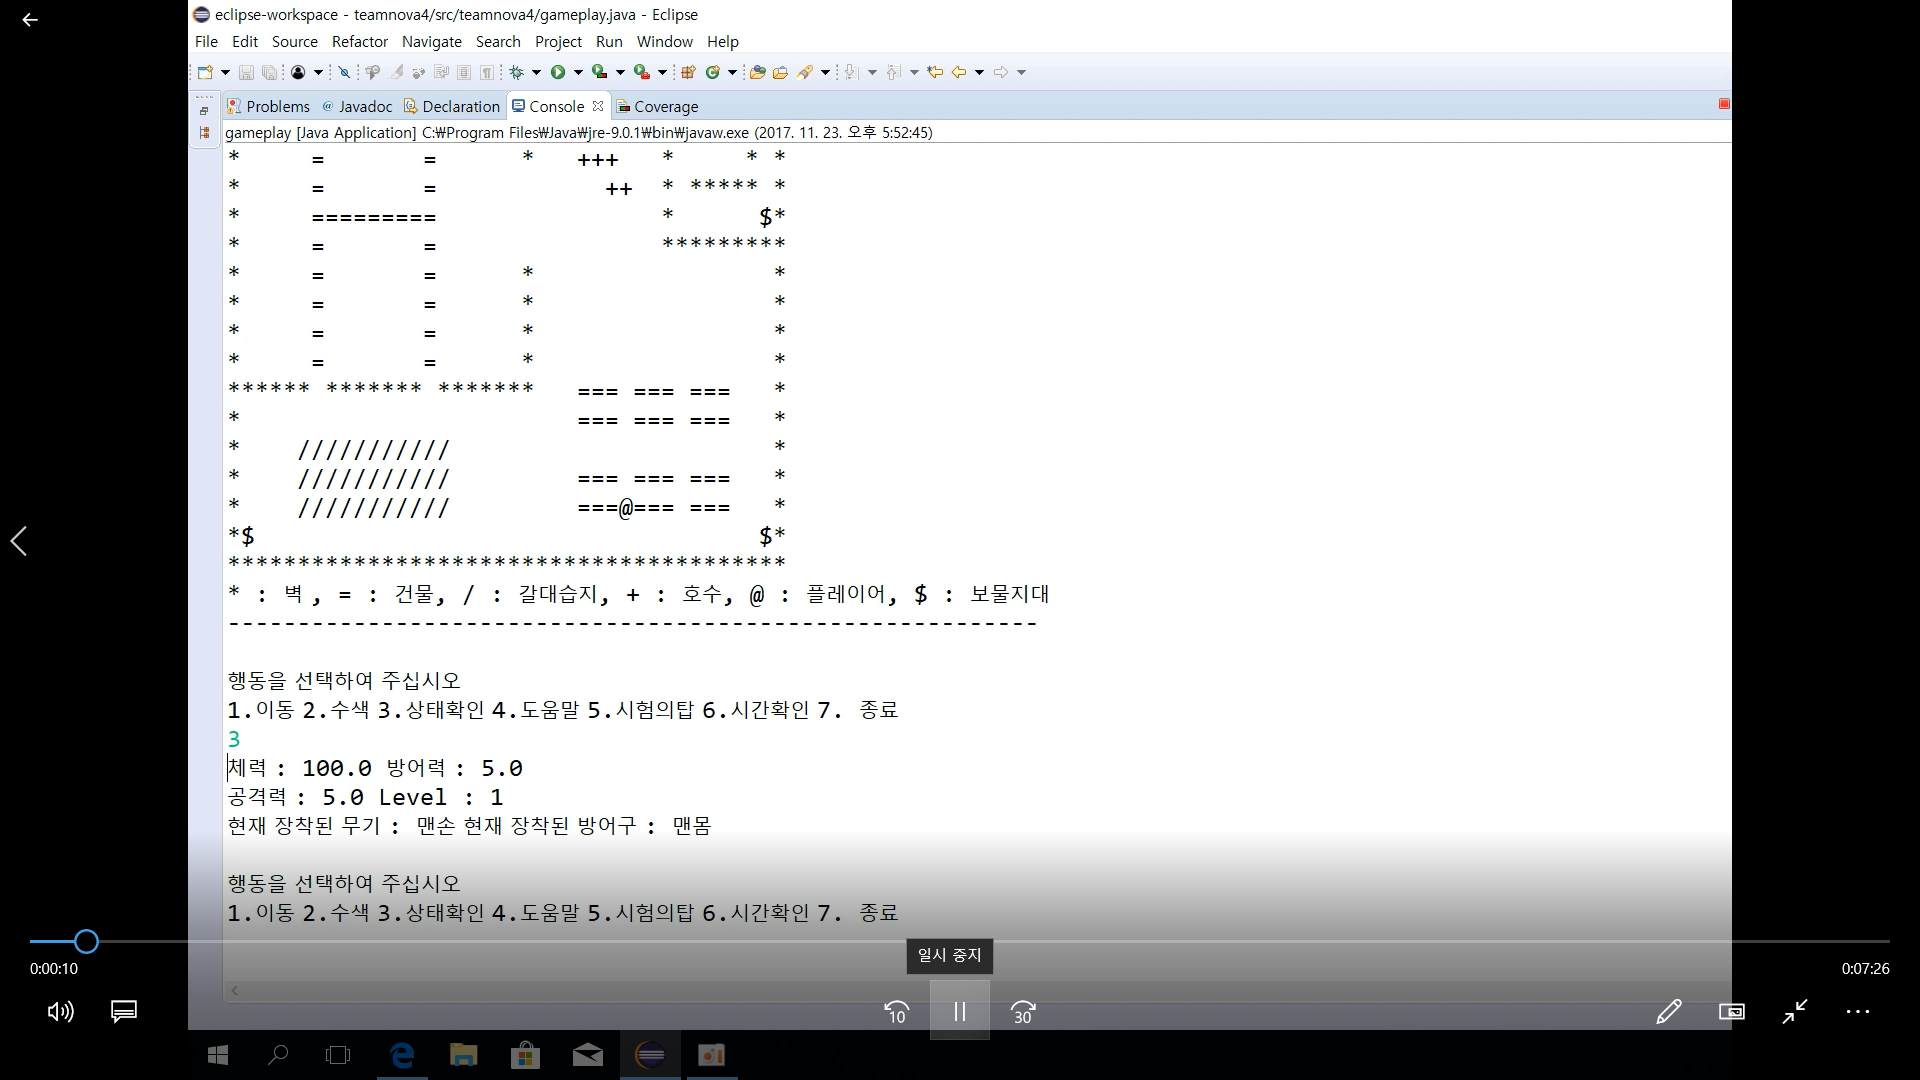 eclipse-workspace - teamnova4/src/teamnova4/gameplay.java - Eclipse
File Edit Source Refactor Navigate Search Project Run Window Help
Problems @ Javadoc Declaration Console Coverage
gameplay [Java Application] C:₩Program Files₩Java₩jre-9.0.1₩bin₩javaw.exe (2017. 11. 23. 오후 5:52:45)
*     =       =      *   +++   *     * *
*     =       =            ++  * ***** *
*     =========                *      $*
*     =       =                *********
*     =       =      *                 *
*     =       =      *                 *
*     =       =      *                 *
*     =       =      *                 *
****** ******* *******   === === ===   *
*                        === === ===   *
*    ///////////                       *
*    ///////////         === === ===   *
*    ///////////         ===@=== ===   *
*$                                    $*
****************************************
* : 벽 , = : 건물, / : 갈대습지, + : 호수, @ : 플레이어, $ : 보물지대
----------------------------------------------------------
행동을 선택하여 주십시오
1.이동 2.수색 3.상태확인 4.도움말 5.시험의탑 6.시간확인 7. 종료
3
체력 : 100.0 방어력 : 5.0
공격력 : 5.0 Level : 1
현재 장착된 무기 : 맨손 현재 장착된 방어구 : 맨몸
행동을 선택하여 주십시오
1.이동 2.수색 3.상태확인 4.도움말 5.시험의탑 6.시간확인 7. 종료
일시 중지
0:00:10
0:07:26
10
30